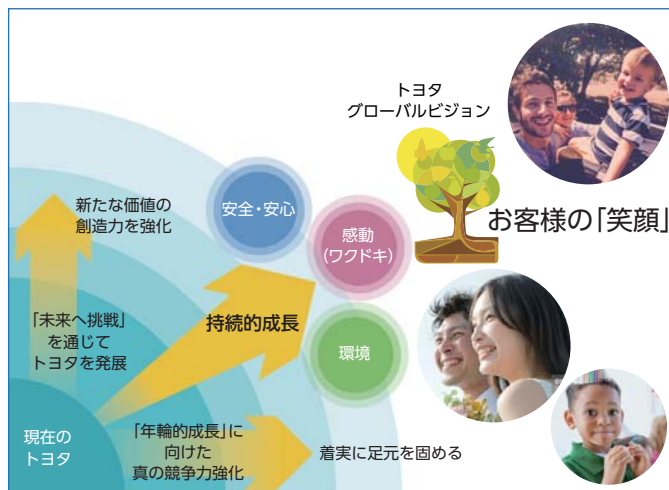 トヨタ
グローバルビジョン
お客様の「笑顔」
安全・安心
感動
(ワクドキ)
環境
新たな価値の
創造力を強化
「未来へ挑戦」
を通じて
トヨタを発展
持続的成長
現在の
トヨタ
「年輪的成長」に
向けた
真の競争力強化
着実に足元を固める